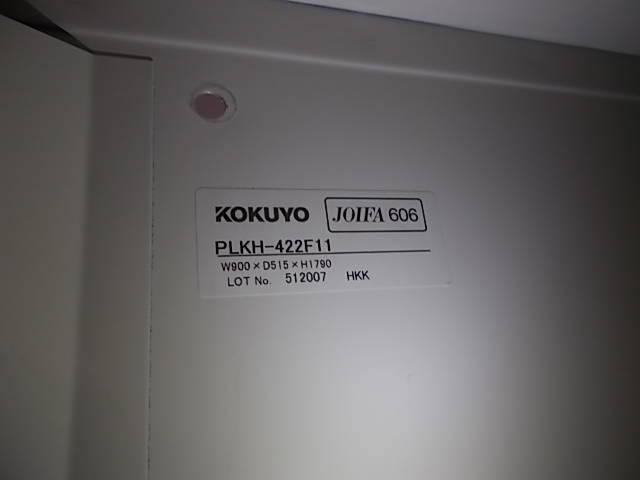 KOKUYO JOIFA 606
PLKH-422F11
W900×D515×H1790
LOT No. 512007 HKK